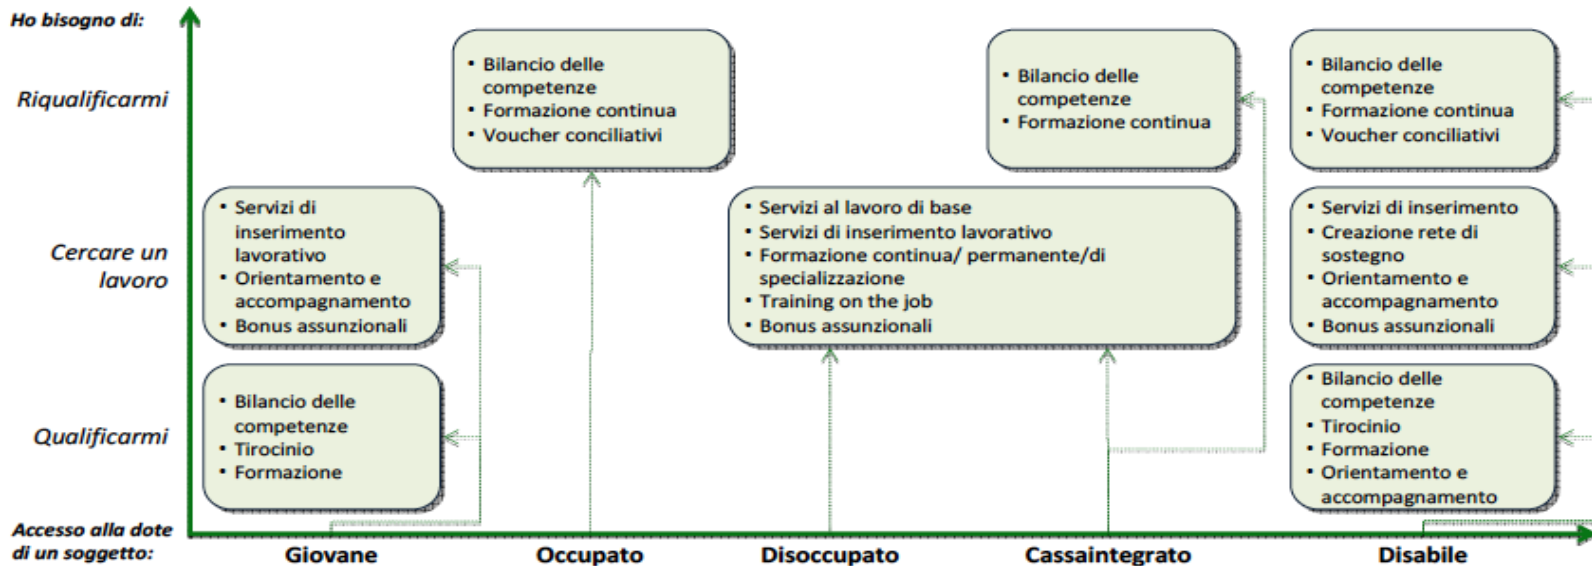 Ho bisogno di:
Riqualificarmi
• Bilancio delle
competenze
• Formazione continua
• Voucher conciliativi
• Bilancio delle
competenze
• Formazione continua
• Bilancio delle
competenze
• Formazione continua
• Voucher conciliativi
Cercare un
lavoro
• Servizi di
inserimento
lavorativo
• Orientamento e
accompagnamento
• Bonus assunzionali
• Servizi al lavoro di base
• Servizi di inserimento lavorativo
• Formazione continua/ permanente/di
specializzazione
• Training on the job
• Bonus assunzionali
• Servizi di inserimento
• Creazione rete di
sostegno
• Orientamento e
accompagnamento
• Bonus assunzionali
Qualificarmi
• Bilancio delle
competenze
• Tirocinio
• Formazione
• Bilancio delle
competenze
• Tirocinio
• Formazione
• Orientamento e
accompagnamento
Accesso alla dote
di un soggetto:
Giovane
Occupato
Disoccupato
Cassaintegrato
Disabile